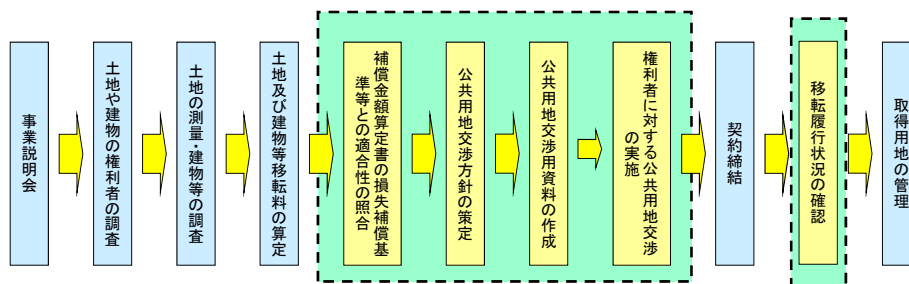 事業説明会
土地や建物の権利者の調査
土地の測量・建物等の調査
土地及び建物等移転料の算定
補償金額算定書の損失補償基
準等との適合性の照合
公共用地交渉方針の策定
公共用地交渉用資料の作成
権利者に対する公共用地交渉
の実施
契約締結
移転履行状況の確認
取得用地の管理